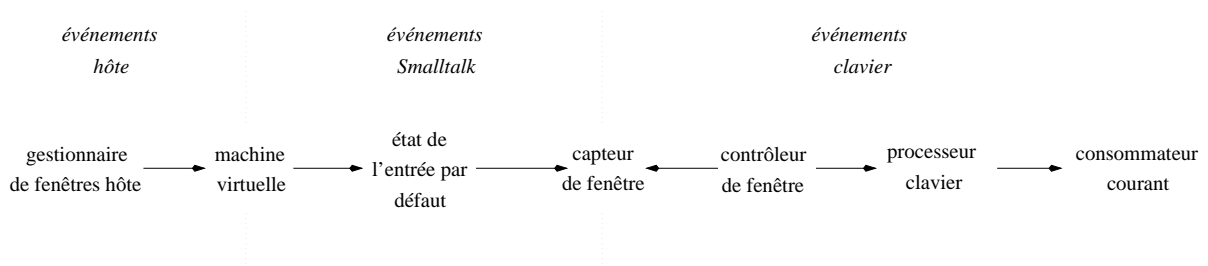 événements
hôte
événements
Smalltalk
événements
clavier
gestionnaire
de fenêtres hôte
machine
virtuelle
état de
l'entrée par
défaut
capteur
de fenêtre
contrôleur
de fenêtre
processeur
clavier
consommateur
courant